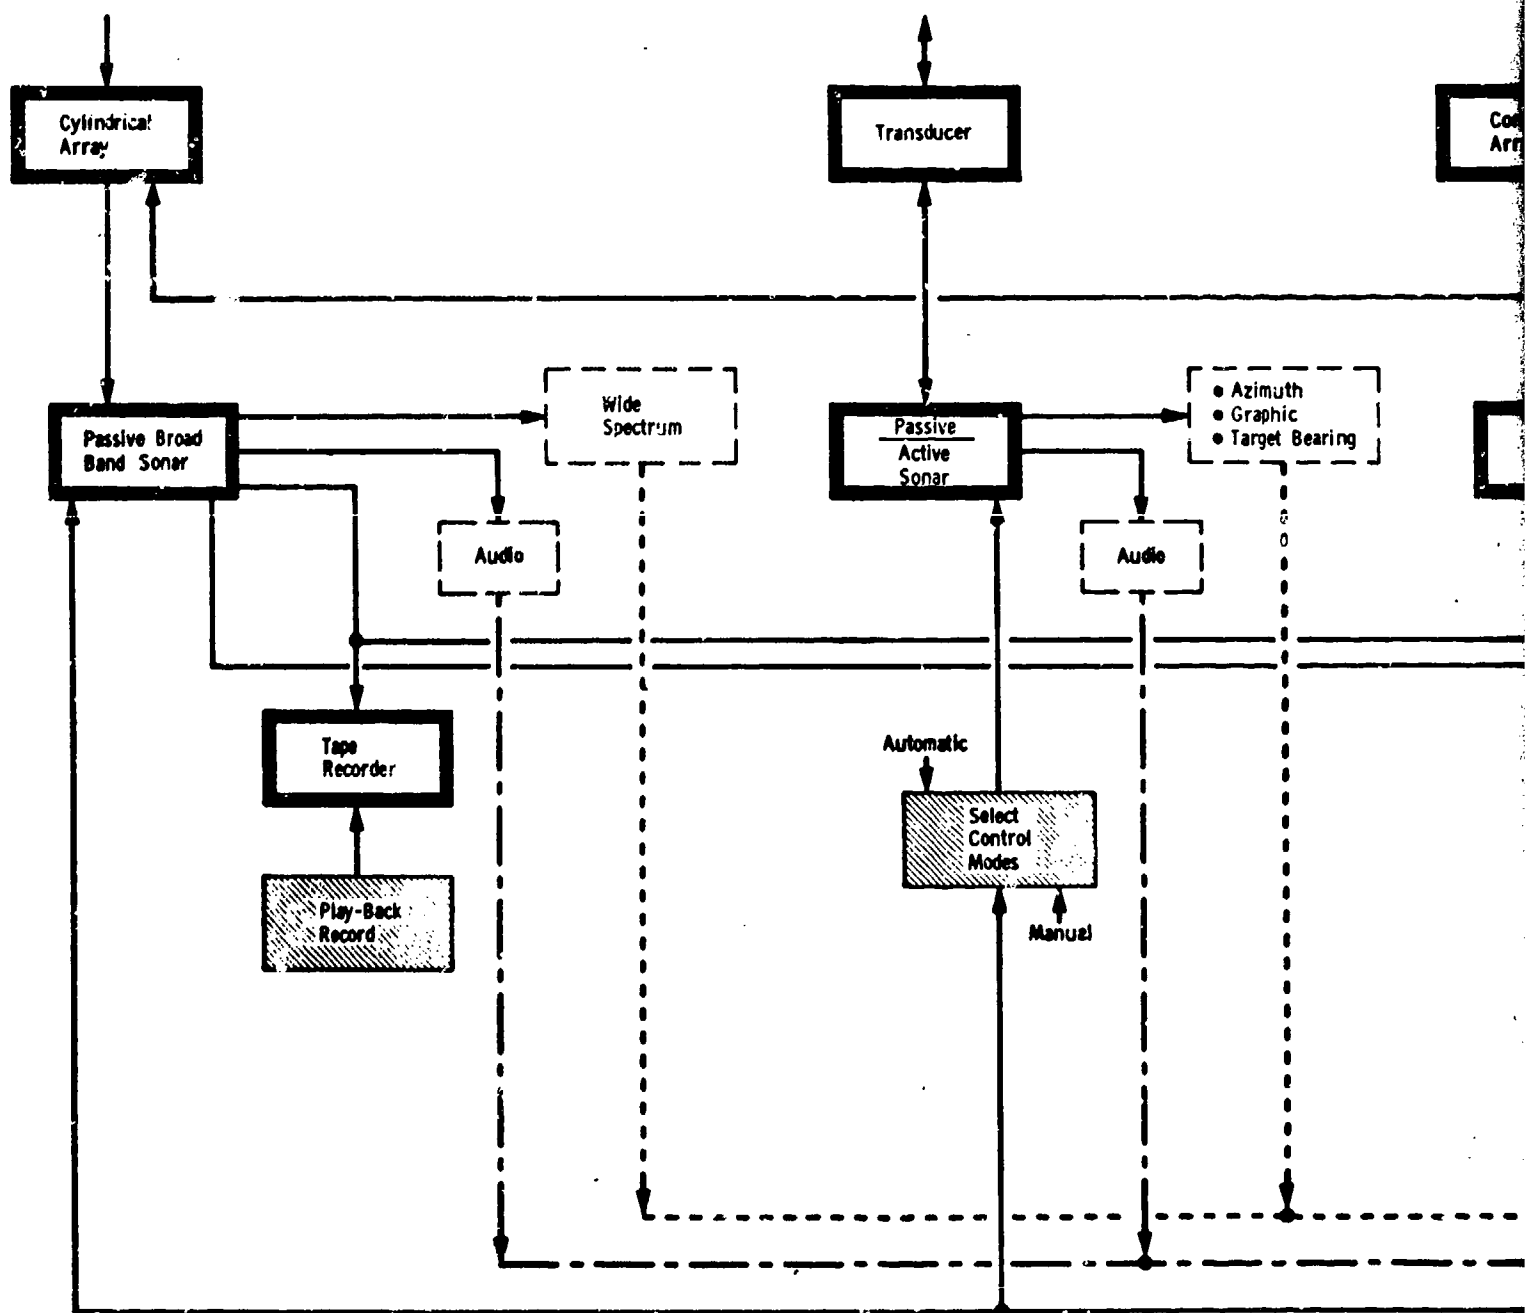 Cylindrical
Array
Transducer
Passive Broad
Band Sonar
Wide
Spectrum
Audio
Passive
Active
Sonar
• Azimuth
• Graphic
• Target Bearing
Audio
Tape
Recorder
Play-Back
Record
Automatic
Select
Control
Modes
Manual